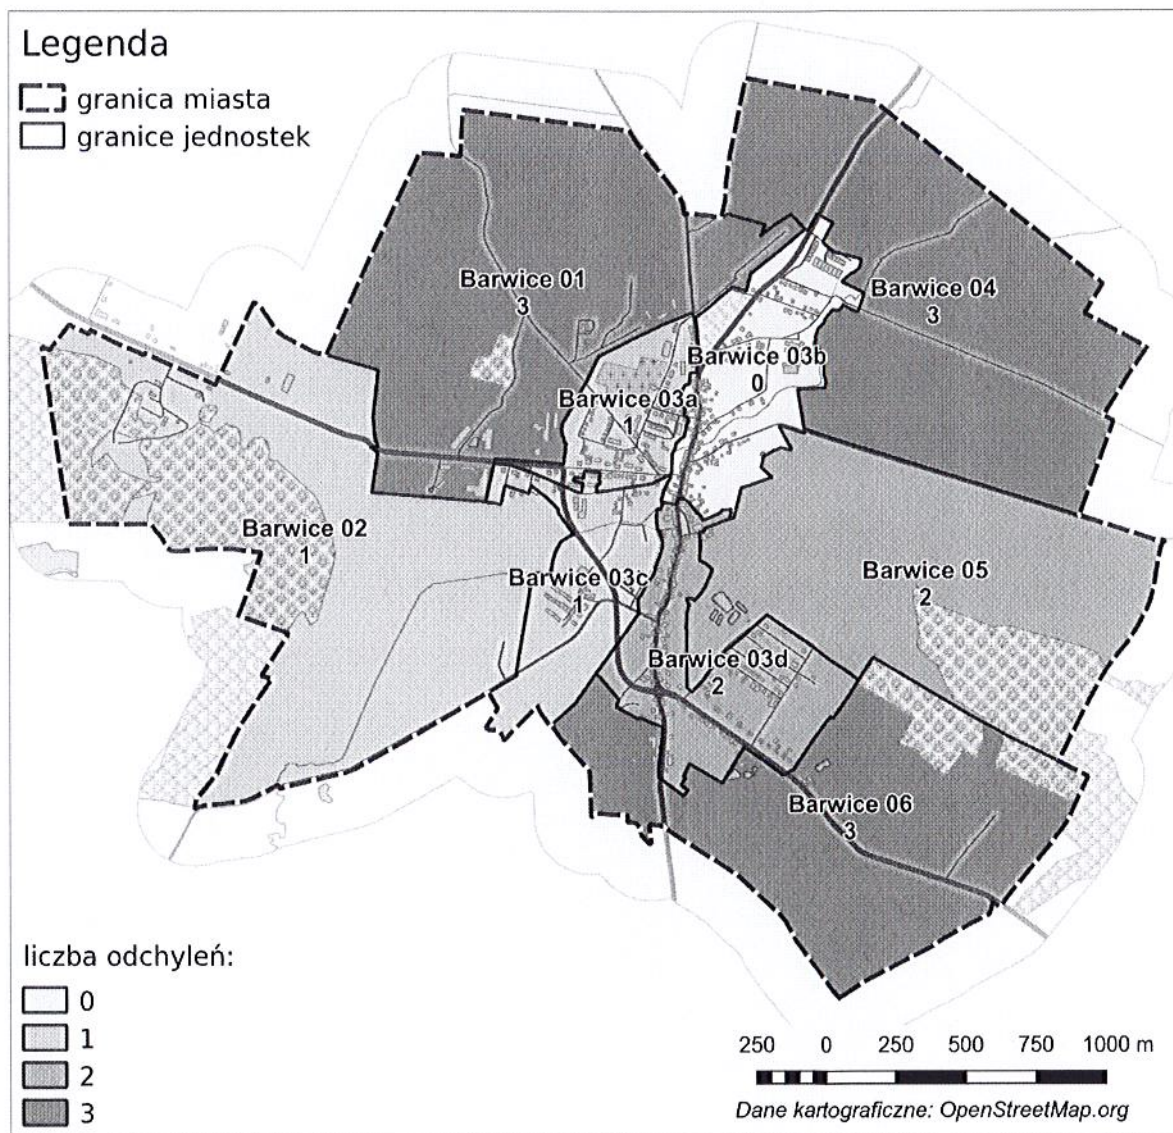 Legenda
granica miasta
granice jednostek
Barwice 01
3
Barwice 04
3
Barwice 03b
0
Barwice 03a
1
Barwice 02
1
Barwice 03c
1
Barwice 05
2
Barwice 03d
2
Barwice 06
3
liczba odchyleń:
0
1
2
3
250 0 250 500 750 1000 m
Dane kartograficzne: OpenStreetMap.org